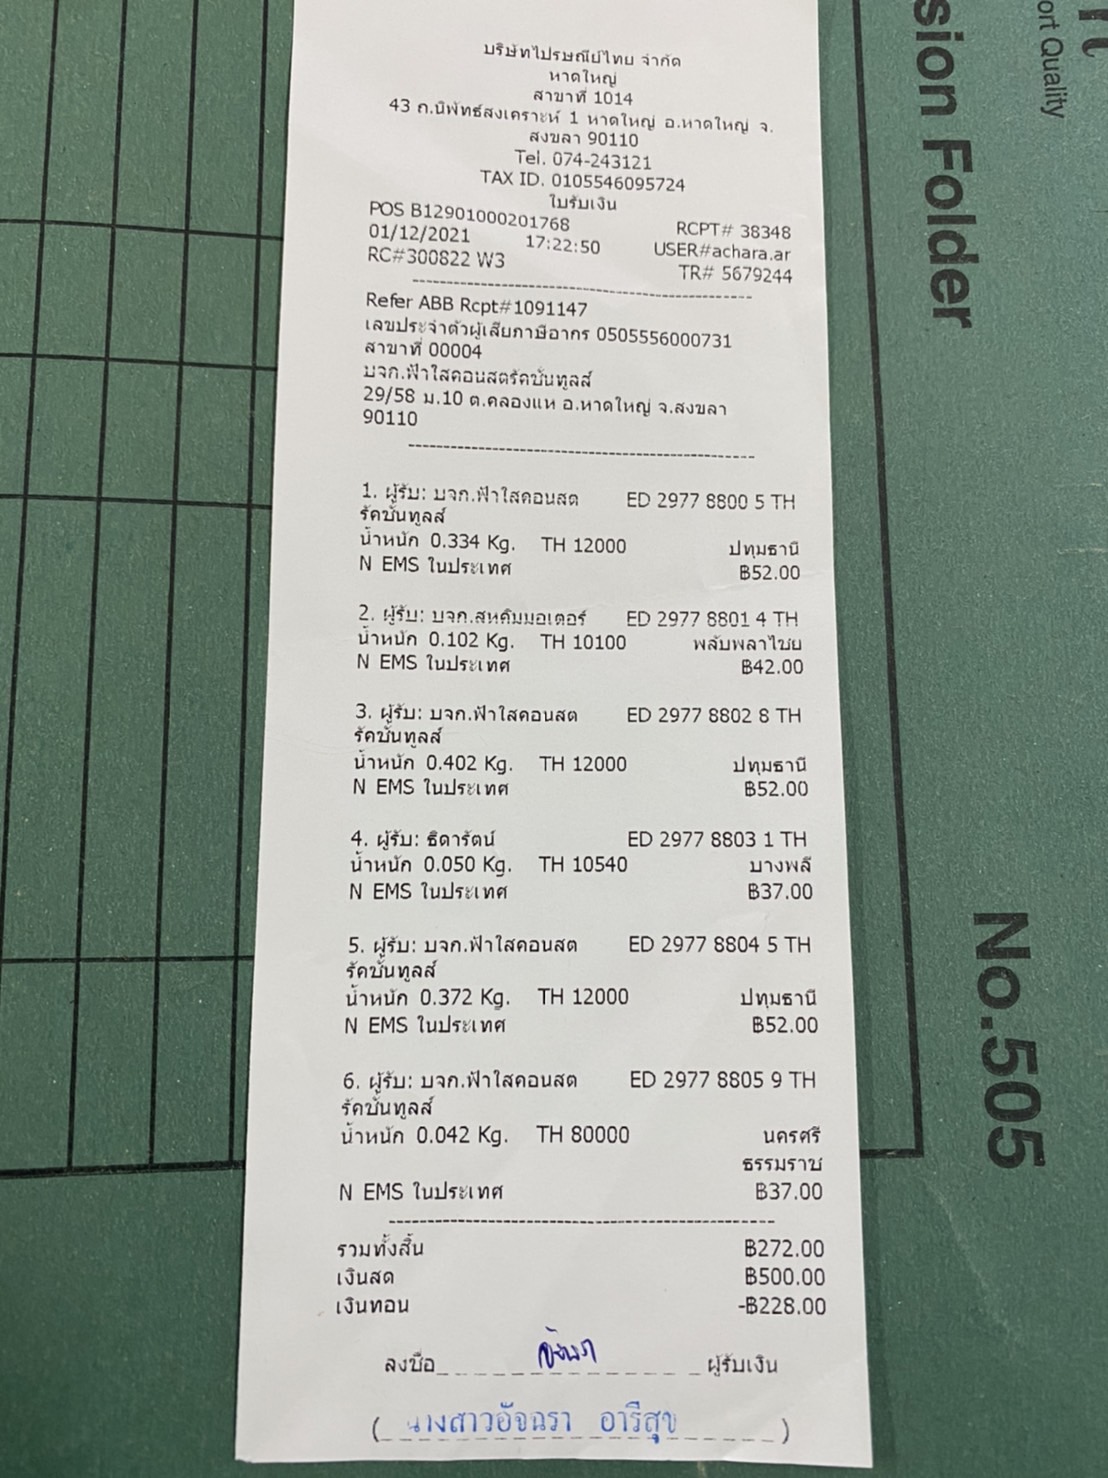 บริษัทไปรษณีย์ไทย จำกัด
หาดใหญ่
สาขาที่ 1014
43 ถ.นิพัทธ์สงเคราะห์ 1 หาดใหญ่ อ.หาดใหญ่ จ.
สงขลา 90110
Tel. 074-243121
TAX ID. 0105546095724
ใบรับเงิน
POS B12901000201768 RCPT# 38348
01/12/2021 17:22:50 USER#achara.ar
RC#300822 W3 TR# 5679244
Refer ABB Rcpt#1091147
เลขประจำตัวผู้เสียภาษีอากร 0505556000731
สาขาที่ 00004
บจก.ฟ้าใสคอนสตรัคชั่นทูลส์
29/58 ม.10 ต.คลองแห อ.หาดใหญ่ จ.สงขลา
90110
1. ผู้รับ: บจก.ฟ้าใสคอนสต ED 2977 8800 5 TH
รัคชั่นทูลส์
น้ำหนัก 0.334 Kg. TH 12000 ปทุมธานี
N EMS ในประเทศ ฿52.00
2. ผู้รับ: บจก.สหคิมมอเตอร์ ED 2977 8801 4 TH
น้ำหนัก 0.102 Kg. TH 10100 พลับพลาไชย
N EMS ในประเทศ ฿42.00
3. ผู้รับ: บจก.ฟ้าใสคอนสต ED 2977 8802 8 TH
รัคชั่นทูลส์
น้ำหนัก 0.402 Kg. TH 12000 ปทุมธานี
N EMS ในประเทศ ฿52.00
4. ผู้รับ: ธิดารัตน์ ED 2977 8803 1 TH
น้ำหนัก 0.050 Kg. TH 10540 บางพลี
N EMS ในประเทศ ฿37.00
5. ผู้รับ: บจก.ฟ้าใสคอนสต ED 2977 8804 5 TH
รัคชั่นทูลส์
น้ำหนัก 0.372 Kg. TH 12000 ปทุมธานี
N EMS ในประเทศ ฿52.00
6. ผู้รับ: บจก.ฟ้าใสคอนสต ED 2977 8805 9 TH
รัคชั่นทูลส์
น้ำหนัก 0.042 Kg. TH 80000 นครศรี
ธรรมราช
N EMS ในประเทศ ฿37.00
รวมทั้งสิ้น ฿272.00
เงินสด ฿500.00
เงินทอน -฿228.00
ลงชื่อ ผู้รับเงิน
(นางสาวอัจฉรา อารีสุข)
sion Folder
ort Quality
No.505